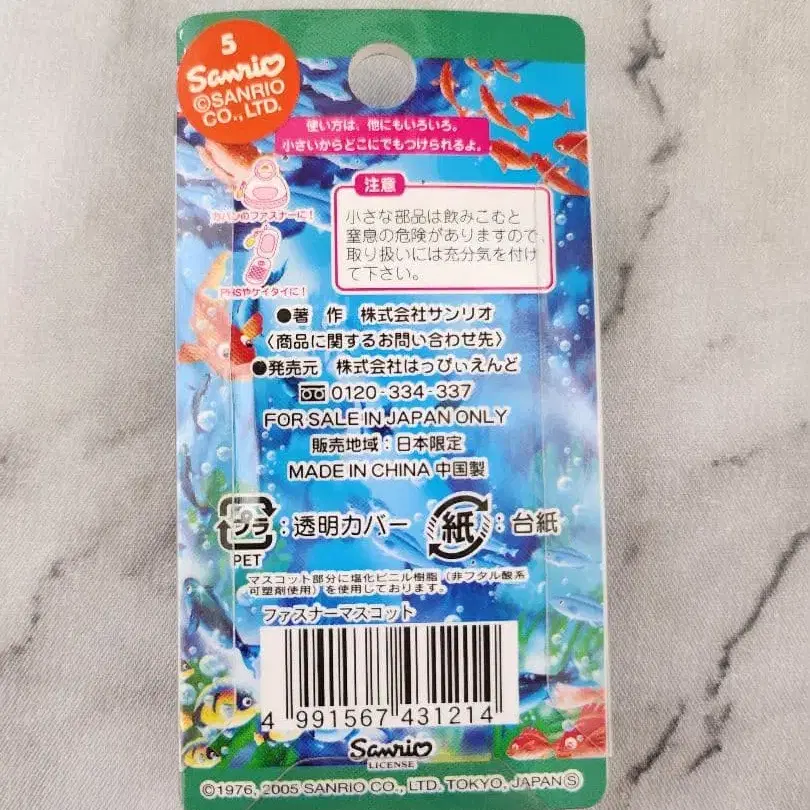 5
Sanrio
©SANRIO
CO., LTD.
使い方は、他にもいろいろ。
小さいからどこにでもつけられるよ。
カバンのファスナーに!
PHSやケイタイに!
注意
小さな部品は飲みこむと
窒息の危険がありますので、
取り扱いには充分気を付け
て下さい。
●著 作 株式会社サンリオ
〈商品に関するお問い合わせ先〉
●発売元 株式会社はっぴぃえんど
0120-334-337
FOR SALE IN JAPAN ONLY
販売地域:日本限定
MADE IN CHINA 中国製
プラ:透明カバー 紙:台紙
PET
マスコット部分に塩化ビニル樹脂(非フタル酸系
可塑剤使用)を使用しております。
ファスナーマスコット
4 991567 431214
Sanrio
LICENSE
©1976, 2005 SANRIO CO., LTD. TOKYO, JAPAN Ⓢ